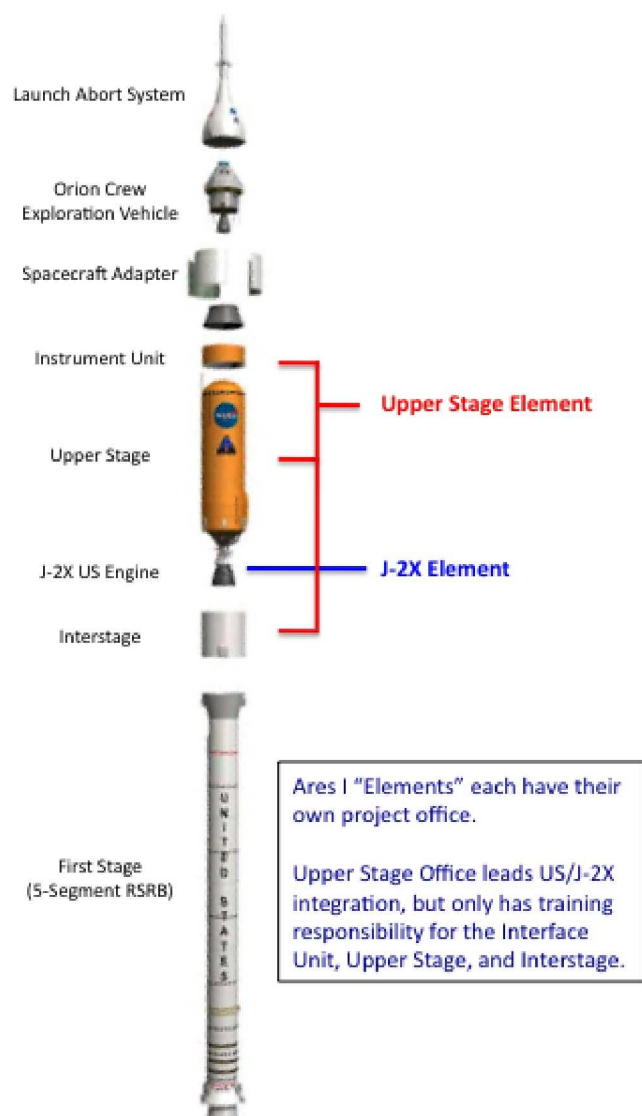 Launch Abort System
Orion Crew
Exploration Vehicle
Spacecraft Adapter
Instrument Unit
Upper Stage Element
NASA
Upper Stage
J-2X US Engine
J-2X Element
Interstage
UNITED STATES
First Stage
(5-Segment RSRB)
Ares I “Elements” each have their
own project office.
Upper Stage Office leads US/J-2X
integration, but only has training
responsibility for the Interface
Unit, Upper Stage, and Interstage.